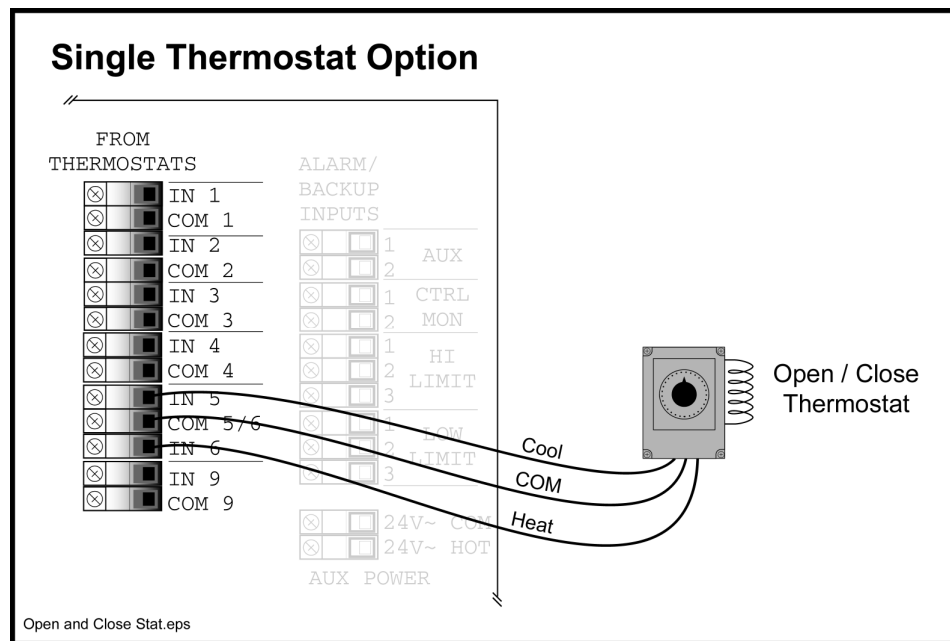 Single Thermostat Option
FROM
THERMOSTATS
IN 1
COM 1
IN 2
COM 2
IN 3
COM 3
IN 4
COM 4
IN 5
COM 5/6
IN 6
IN 9
COM 9
ALARM/
BACKUP
INPUTS
1
2
AUX
1
2
CTRL
MON
1
2
3
HI
LIMIT
1
2
3
LOW
LIMIT
24V~ COM
24V~ HOT
AUX POWER
Cool
COM
Heat
Open / Close
Thermostat
Open and Close Stat.eps